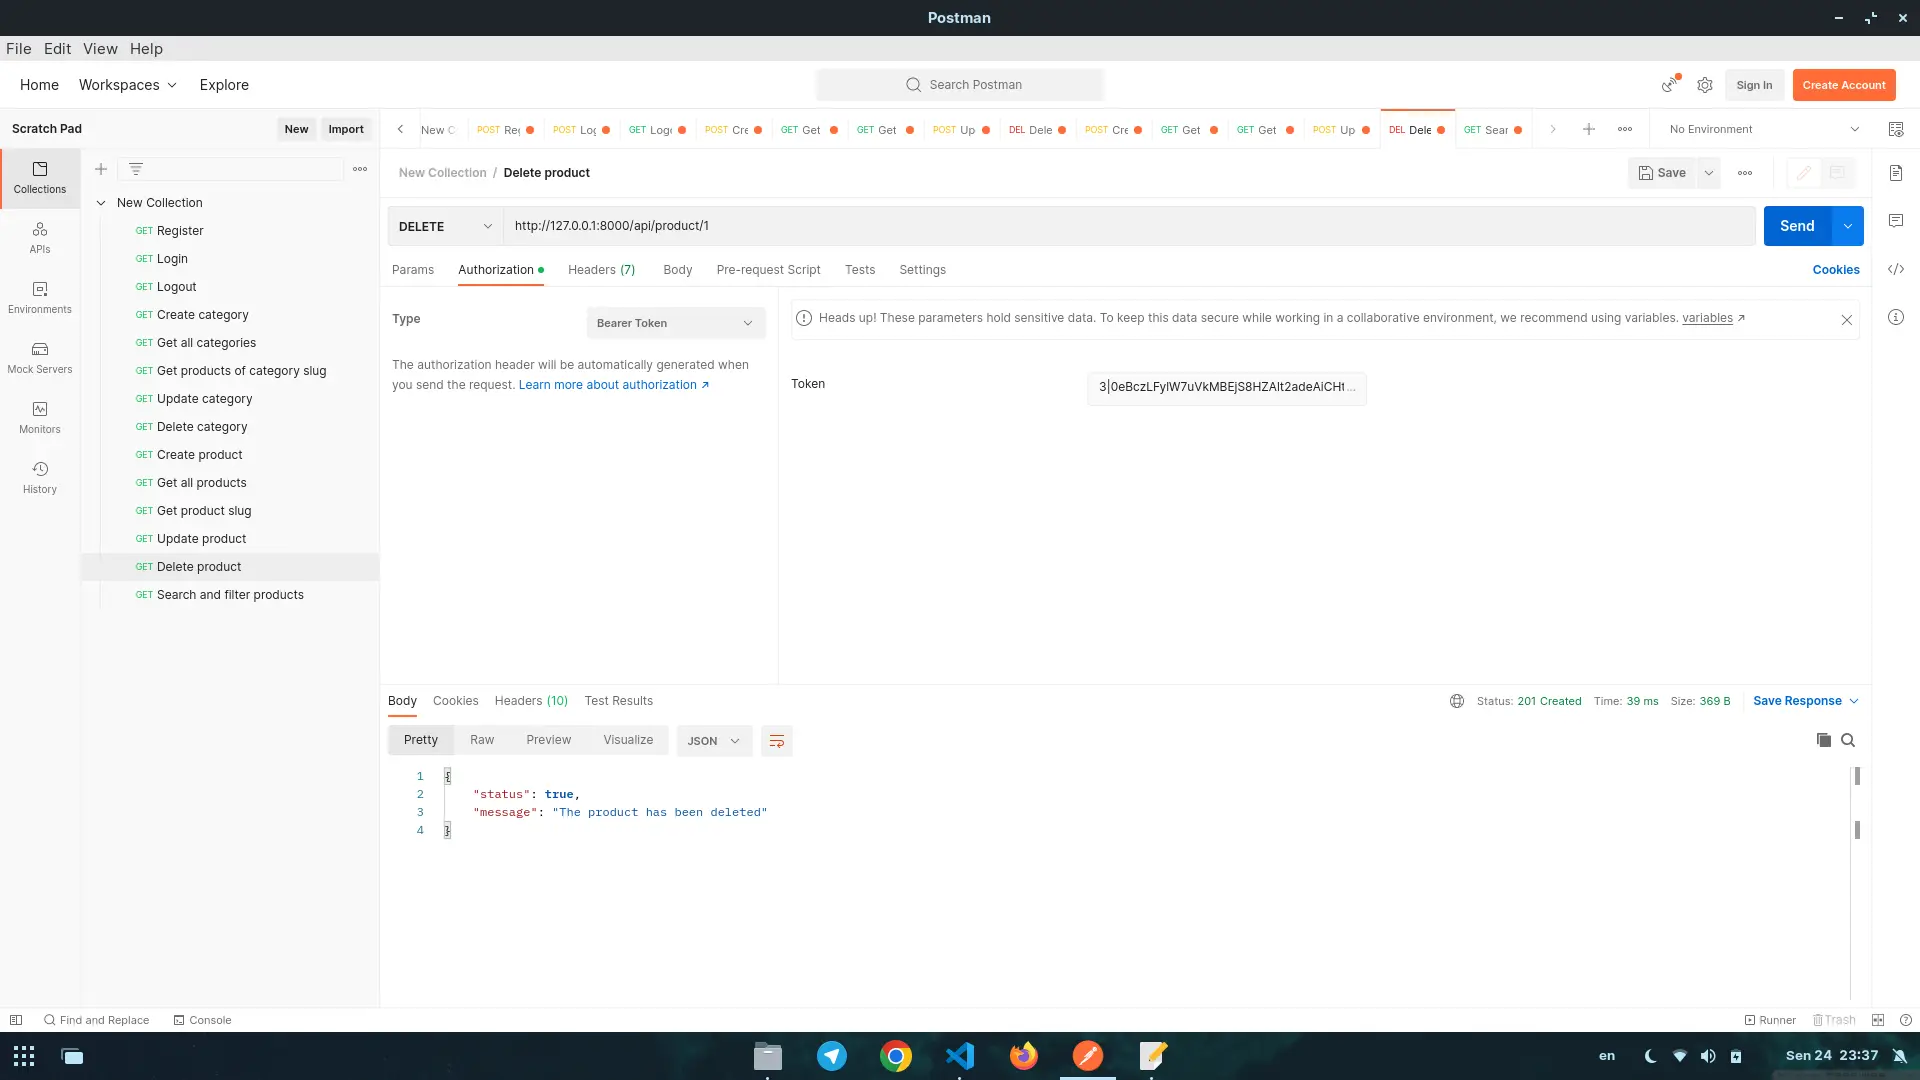 Postman
File Edit View Help
Home Workspaces Explore
Search Postman
Sign In
Create Account
Scratch Pad
New
Import
New C
POST Re
POST Log
GET Log
POST Cre
GET Get
GET Get
POST Up
DEL Dele
POST Cre
GET Get
GET Get
POST Up
DEL Dele
GET Sear
No Environment
Collections
APIs
Environments
Mock Servers
Monitors
History
New Collection
GET Register
GET Login
GET Logout
GET Create category
GET Get all categories
GET Get products of category slug
GET Update category
GET Delete category
GET Create product
GET Get all products
GET Get product slug
GET Update product
GET Delete product
GET Search and filter products
New Collection / Delete product
Save
DELETE
http://127.0.0.1:8000/api/product/1
Send
Params Authorization Headers (7) Body Pre-request Script Tests Settings
Cookies
Type
Bearer Token
The authorization header will be automatically generated when
you send the request. Learn more about authorization ↗
Heads up! These parameters hold sensitive data. To keep this data secure while working in a collaborative environment, we recommend using variables. variables ↗
Token
Body Cookies Headers (10) Test Results
Status: 201 Created Time: 39 ms Size: 369 B
Save Response
Pretty Raw Preview Visualize JSON
1 {
2 "status": true,
3 "message": "The product has been deleted"
4 }
Find and Replace
Console
Runner
Trash
en
Sen 24 23:37